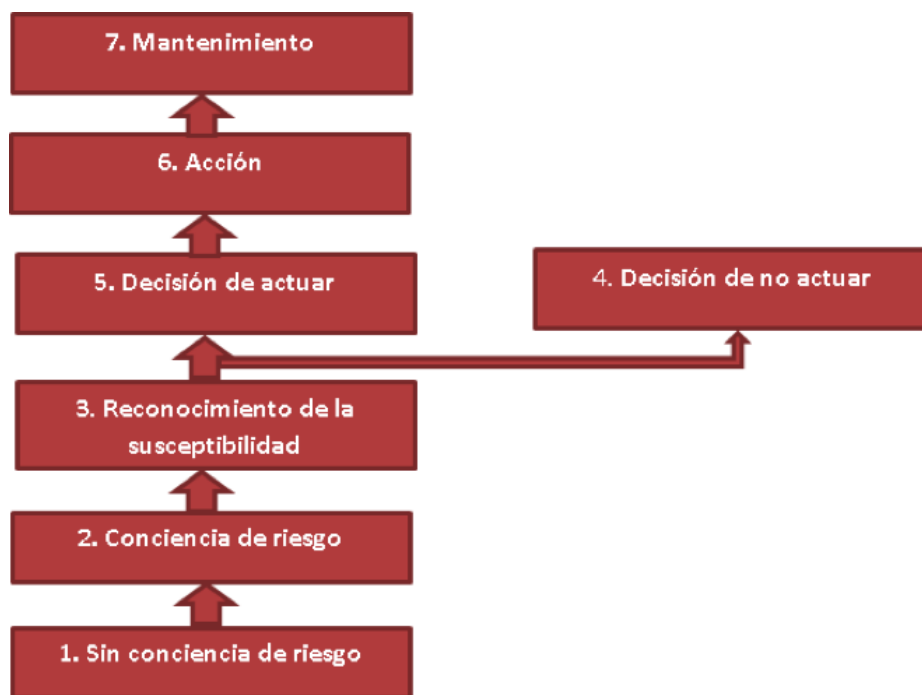 7. Mantenimiento
6. Acción
5. Decisión de actuar
4. Decisión de no actuar
3. Reconocimiento de la
susceptibilidad
2. Conciencia de riesgo
1. Sin conciencia de riesgo